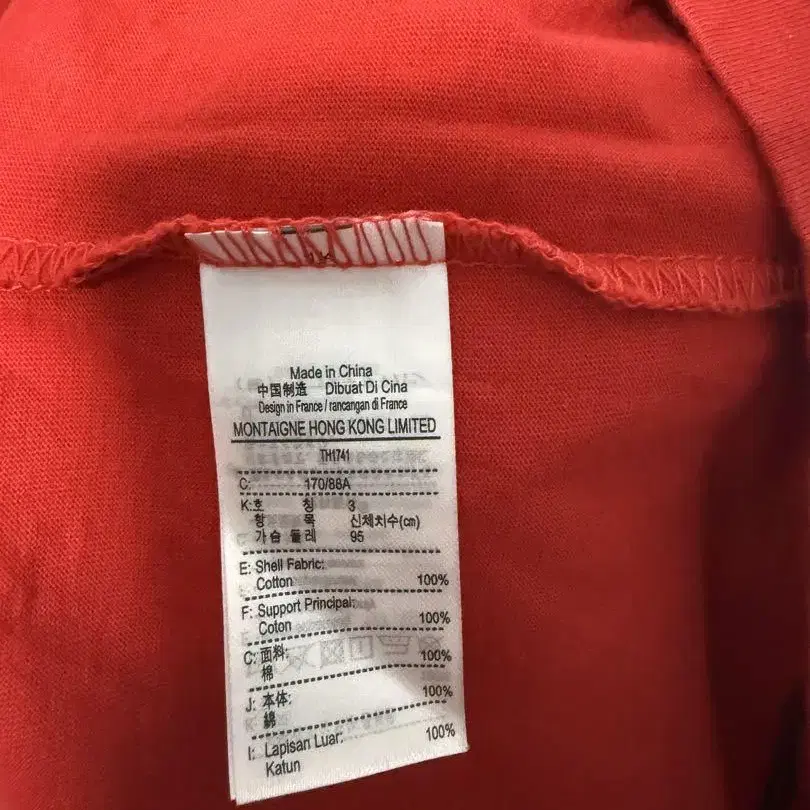 Made in China
中国制造 Dibuat Di Cina
Design in France / rancangan di France
MONTAIGNE HONG KONG LIMITED
TH1741
C: 170/88A
K: 호 칭 3
항 목 신체치수(cm)
가슴 둘레 95
E: Shell Fabric:
Cotton 100%
F: Support Principal:
Coton 100%
C: 面料: 100%
棉
J: 本体: 100%
綿
I: Lapisan Luar: 100%
Katun